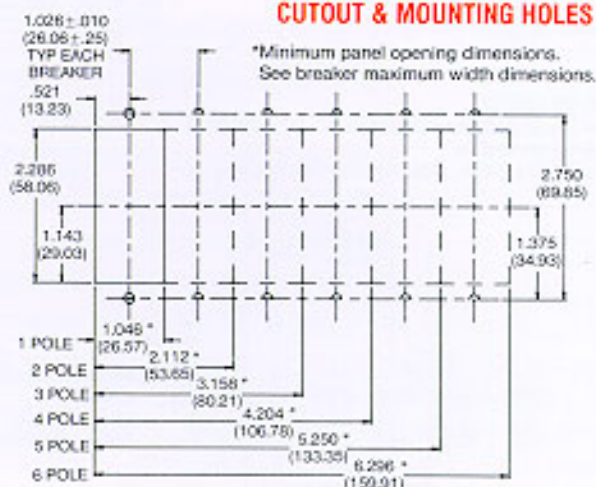 CUTOUT & MOUNTING HOLES
1.026±.010
(26.06±.25)
TYP EACH
BREAKER
*Minimum panel opening dimensions.
See breaker maximum width dimensions.
.521
(13.23)
2.286
(58.06)
2.750
(69.85)
1.143
(29.03)
1.375
(34.93)
1 POLE
1.046 *
(26.57)
2 POLE
2.112 *
(53.65)
3 POLE
3.158 *
(80.21)
4 POLE
4.204 *
(106.78)
5 POLE
5.250 *
(133.35)
6 POLE
6.296 *
(159.91)